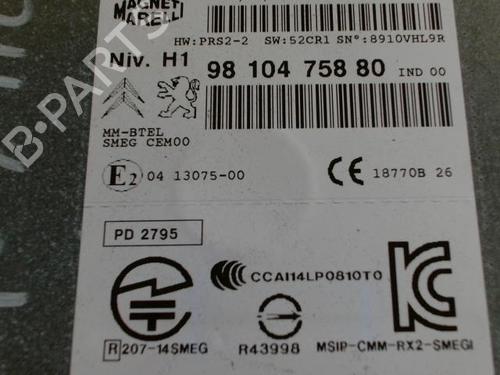 MAGNETI
MARELLI
HW:PRS2-2 SW:52CR1 SN°:8910VHL9R
Niv. H1
98 104 758 80 IND 00
MM-BTEL
SMEG CEM00
E2 04 13075-00
CE 18770B 26
PD 2795
CCAI14LP0810T0
R 207-14SMEG
R43998
MSIP-CMM-RX2-SMEGI
B-PARTS